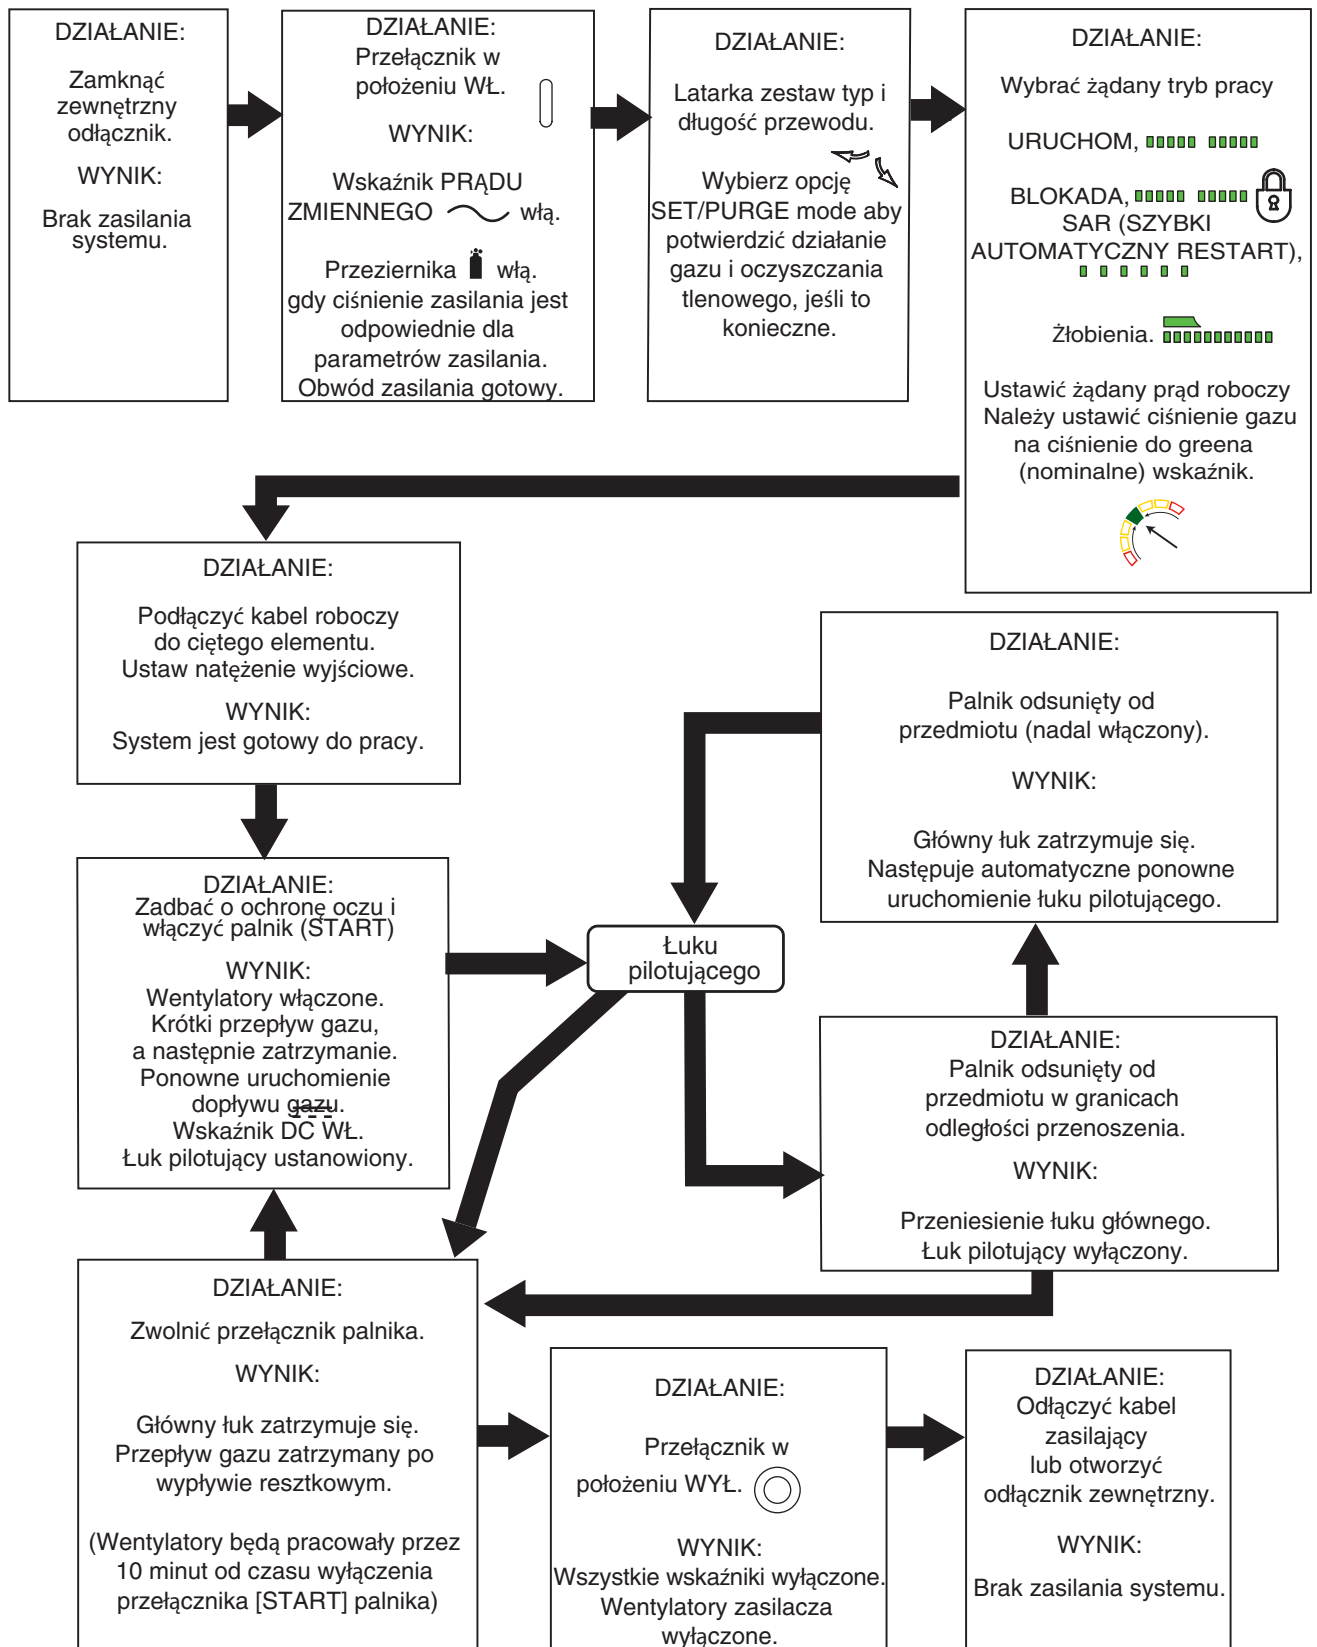 DZIAŁANIE:
Zamknąć
zewnętrzny
odłącznik.
WYNIK:
Brak zasilania
systemu.
DZIAŁANIE:
Przełącznik w
położeniu WŁ.
WYNIK:
Wskaźnik PRĄDU
ZMIENNEGO włą.
Przeziernika włą.
gdy ciśnienie zasilania jest
odpowiednie dla
parametrów zasilania.
Obwód zasilania gotowy.
DZIAŁANIE:
Latarka zestaw typ i
długość przewodu.
Wybierz opcję
SET/PURGE mode aby
potwierdzić działanie
gazu i oczyszczania
tlenowego, jeśli to
konieczne.
DZIAŁANIE:
Wybrać żądany tryb pracy
URUCHOM,
BLOKADA,
SAR (SZYBKI
AUTOMATYCZNY RESTART),
Żłobienia.
Ustawić żądany prąd roboczy
Należy ustawić ciśnienie gazu
na ciśnienie do greena
(nominalne) wskaźnik.
DZIAŁANIE:
Podłączyć kabel roboczy
do ciętego elementu.
Ustaw natężenie wyjściowe.
WYNIK:
System jest gotowy do pracy.
DZIAŁANIE:
Zadbać o ochronę oczu i
włączyć palnik (START)
WYNIK:
Wentylatory włączone.
Krótki przepływ gazu,
a następnie zatrzymanie.
Ponowne uruchomienie
dopływu gazu.
Wskaźnik DC WŁ.
Łuk pilotujący ustanowiony.
Łuku
pilotującego
DZIAŁANIE:
Palnik odsunięty od
przedmiotu (nadal włączony).
WYNIK:
Główny łuk zatrzymuje się.
Następuje automatyczne ponowne
uruchomienie łuku pilotującego.
DZIAŁANIE:
Palnik odsunięty od
przedmiotu w granicach
odległości przenoszenia.
WYNIK:
Przeniesienie łuku głównego.
Łuk pilotujący wyłączony.
DZIAŁANIE:
Zwolnić przełącznik palnika.
WYNIK:
Główny łuk zatrzymuje się.
Przepływ gazu zatrzymany po
wypływie resztkowym.
(Wentylatory będą pracowały przez
10 minut od czasu wyłączenia
przełącznika [START] palnika)
DZIAŁANIE:
Przełącznik w
położeniu WYŁ.
WYNIK:
Wszystkie wskaźniki wyłączone.
Wentylatory zasilacza
wyłączone.
DZIAŁANIE:
Odłączyć kabel
zasilający
lub otworzyć
odłącznik zewnętrzny.
WYNIK:
Brak zasilania systemu.